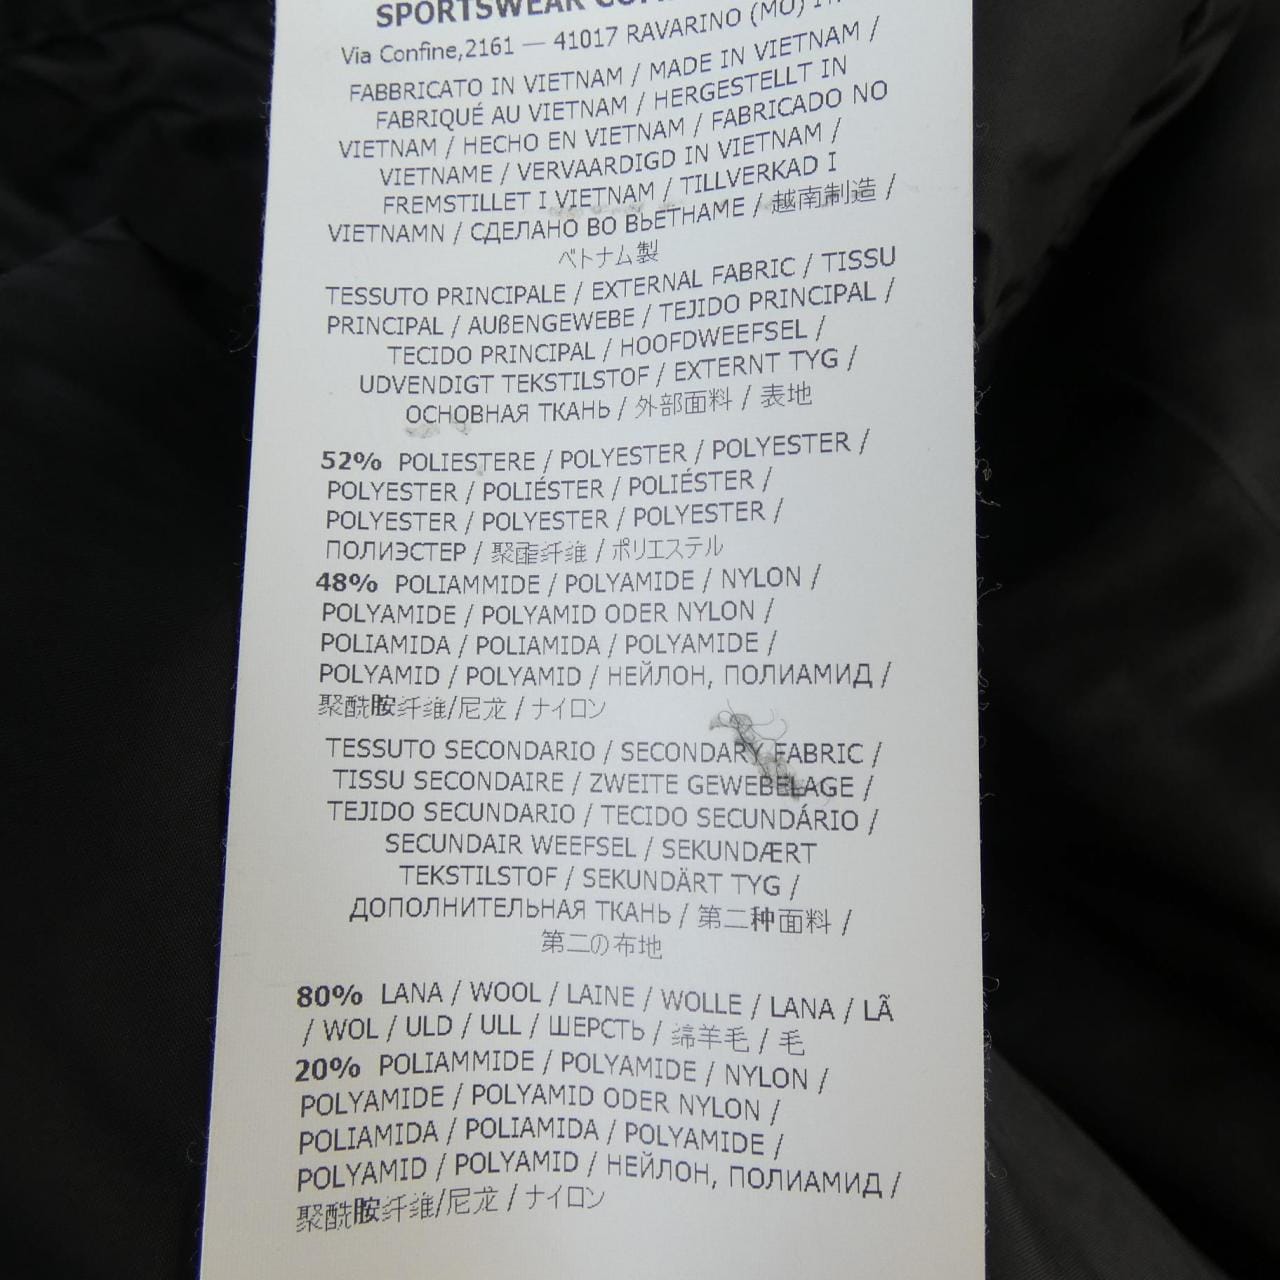 SPORTSWEAR
Via Confine,2161 — 41017 RAVARINO (MO)
FABBRICATO IN VIETNAM / MADE IN VIETNAM /
FABRIQUÉ AU VIETNAM / HERGESTELLT IN
VIETNAM / HECHO EN VIETNAM / FABRICADO NO
VIETNAME / VERVAARDIGD IN VIETNAM /
FREMSTILLET I VIETNAM / TILLVERKAD I
VIETNAMN / СДЕЛАНО ВО ВЬЕТНАМЕ / 越南制造 /
ベトナム製
TESSUTO PRINCIPALE / EXTERNAL FABRIC / TISSU
PRINCIPAL / AUßENGEWEBE / TEJIDO PRINCIPAL /
TECIDO PRINCIPAL / HOOFDWEEFSEL /
UDVENDIGT TEKSTILSTOF / EXTERNT TYG /
ОСНОВНАЯ ТКАНЬ / 外部面料 / 表地
52% POLIESTERE / POLYESTER / POLYESTER /
POLYESTER / POLIÉSTER / POLIÉSTER /
POLYESTER / POLYESTER / POLYESTER /
ПОЛИЭСТЕР / 聚酯纤维 / ポリエステル
48% POLIAMMIDE / POLYAMIDE / NYLON /
POLYAMIDE / POLYAMID ODER NYLON /
POLIAMIDA / POLIAMIDA / POLYAMIDE /
POLYAMID / POLYAMID / НЕЙЛОН, ПОЛИАМИД /
聚酰胺纤维/尼龙 / ナイロン
TESSUTO SECONDARIO / SECONDARY FABRIC /
TISSU SECONDAIRE / ZWEITE GEWEBELAGE /
TEJIDO SECUNDARIO / TECIDO SECUNDÁRIO /
SECUNDAIR WEEFSEL / SEKUNDÆRT
TEKSTILSTOF / SEKUNDÄRT TYG /
ДОПОЛНИТЕЛЬНАЯ ТКАНЬ / 第二种面料 /
第二の布地
80% LANA / WOOL / LAINE / WOLLE / LANA / LÃ
/ WOL / ULD / ULL / ШЕРСТЬ / 绵羊毛 / 毛
20% POLIAMMIDE / POLYAMIDE / NYLON /
POLYAMIDE / POLYAMID ODER NYLON /
POLIAMIDA / POLIAMIDA / POLYAMIDE /
POLYAMID / POLYAMID / НЕЙЛОН, ПОЛИАМИД /
聚酰胺纤维/尼龙 / ナイロン